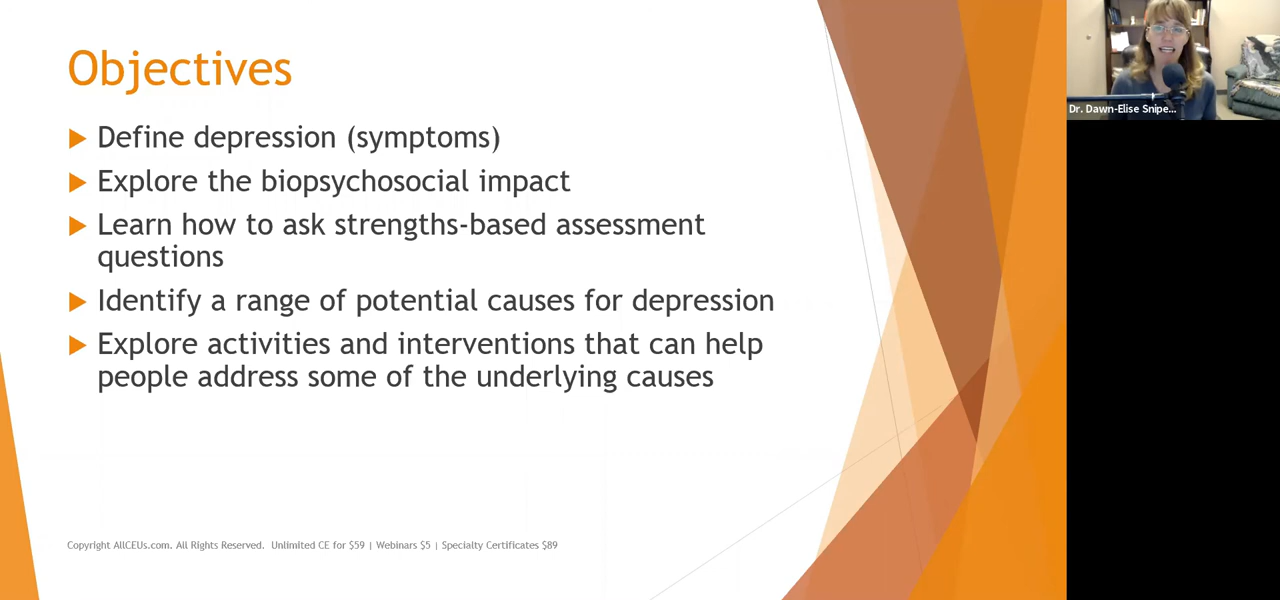 Objectives
Define depression (symptoms)
Explore the biopsychosocial impact
Learn how to ask strengths-based assessment
questions
Identify a range of potential causes for depression
Explore activities and interventions that can help
people address some of the underlying causes
Copyright AllCEUs.com. All Rights Reserved. Unlimited CE for $59 | Webinars $5 | Specialty Certificates $89
Dr. Dawn-Elise Snipe...